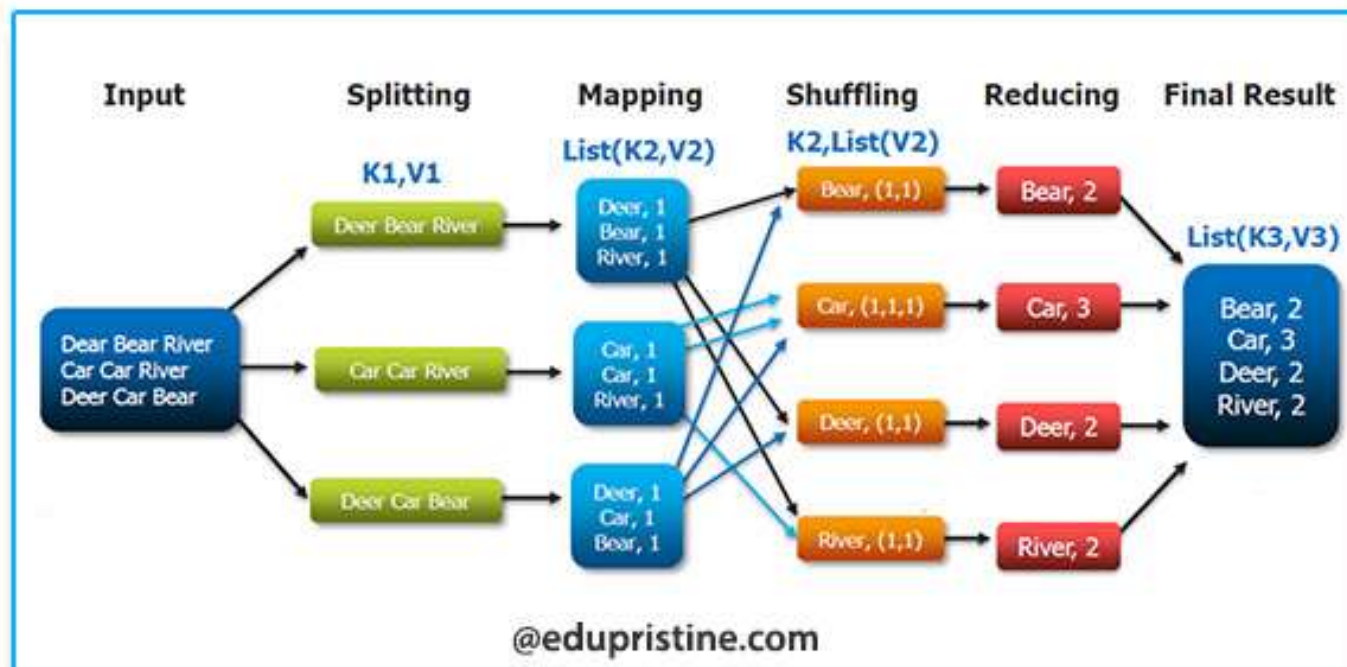 Input
Splitting
Mapping
Shuffling
Reducing
Final Result
K1,V1
List(K2,V2)
K2,List(V2)
List(K3,V3)
Dear Bear River
Car Car River
Deer Car Bear
Deer Bear River
Car Car River
Deer Car Bear
Deer, 1
Bear, 1
River, 1
Car, 1
Car, 1
River, 1
Deer, 1
Car, 1
Bear, 1
Bear, (1,1)
Car, (1,1,1)
Deer, (1,1)
River, (1,1)
Bear, 2
Car, 3
Deer, 2
River, 2
Bear, 2
Car, 3
Deer, 2
River, 2
@edupristine.com